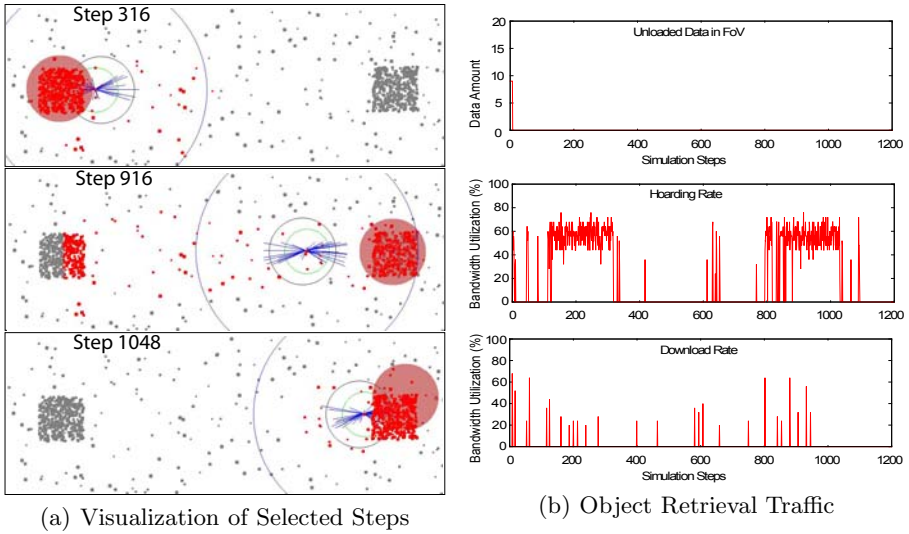 Step 316
Step 916
Step 1048
(a) Visualization of Selected Steps
Unloaded Data in FoV
Data Amount
20
15
10
5
0
0 200 400 600 800 1000 1200
Simulation Steps
Hoarding Rate
Bandwidth Utilization (%)
100
80
60
40
20
0
0 200 400 600 800 1000 1200
Download Rate
Bandwidth Utilization (%)
100
80
60
40
20
0
0 200 400 600 800 1000 1200
Simulation Steps
(b) Object Retrieval Traffic